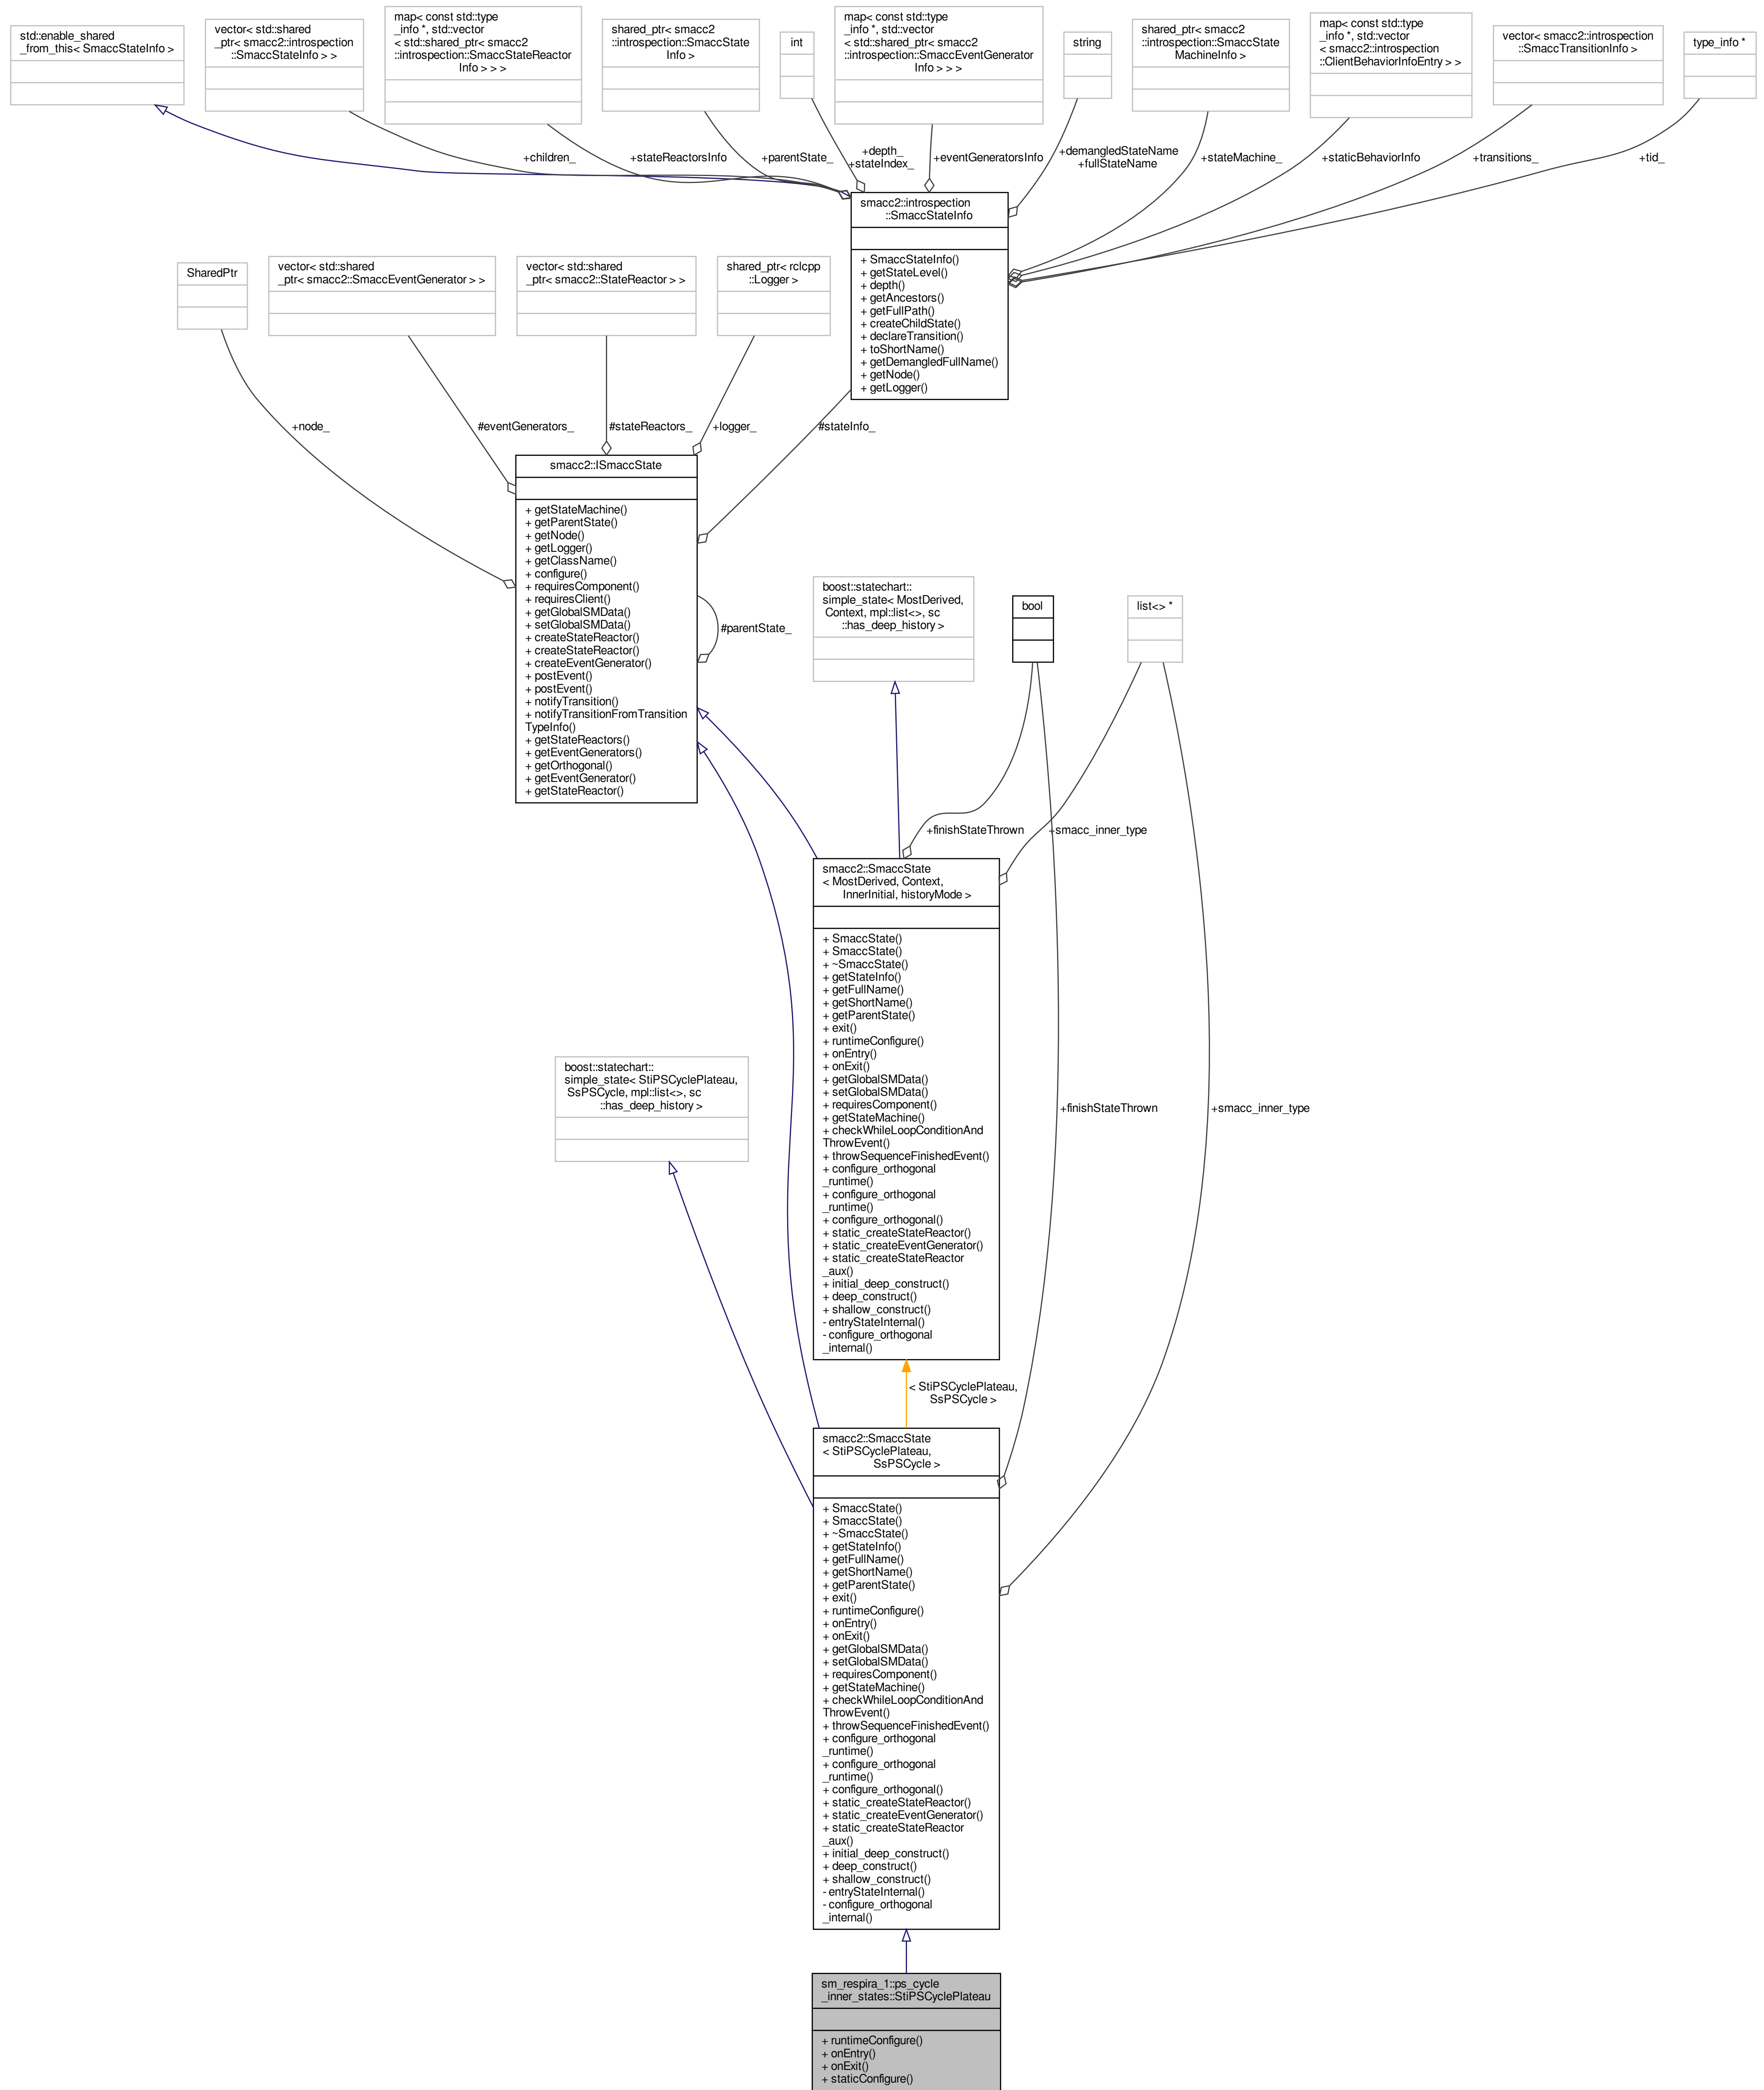 std::enable_shared
_from_this< SmaccStateInfo >
vector< std::shared
_ptr< smacc2::introspection
::SmaccStateInfo > >
map< const std::type
_info *, std::vector
< std::shared_ptr< smacc2
::introspection::SmaccStateReactor
Info > > >
shared_ptr< smacc2
::introspection::SmaccState
Info >
int
map< const std::type
_info *, std::vector
< std::shared_ptr< smacc2
::introspection::SmaccEventGenerator
Info > > >
string
shared_ptr< smacc2
::introspection::SmaccState
MachineInfo >
map< const std::type
_info *, std::vector
< smacc2::introspection
::ClientBehaviorInfoEntry > >
vector< smacc2::introspection
::SmaccTransitionInfo >
type_info *
+children_
+stateReactorsInfo
+parentState_
+depth_
+stateIndex_
+eventGeneratorsInfo
+demangledStateName
+fullStateName
+stateMachine_
+staticBehaviorInfo
+transitions_
+tid_
smacc2::introspection
::SmaccStateInfo
+ SmaccStateInfo()
+ getStateLevel()
+ depth()
+ getAncestors()
+ getFullPath()
+ createChildState()
+ declareTransition()
+ toShortName()
+ getDemangledFullName()
+ getNode()
+ getLogger()
SharedPtr
vector< std::shared
_ptr< smacc2::SmaccEventGenerator > >
vector< std::shared
_ptr< smacc2::StateReactor > >
shared_ptr< rclcpp
::Logger >
+node_
#eventGenerators_
#stateReactors_
+logger_
#stateInfo_
smacc2::ISmaccState
+ getStateMachine()
+ getParentState()
+ getNode()
+ getLogger()
+ getClassName()
+ configure()
+ requiresComponent()
+ requiresClient()
+ getGlobalSMData()
+ setGlobalSMData()
+ createStateReactor()
+ createStateReactor()
+ createEventGenerator()
+ postEvent()
+ postEvent()
+ notifyTransition()
+ notifyTransitionFromTransition
TypeInfo()
+ getStateReactors()
+ getEventGenerators()
+ getOrthogonal()
+ getEventGenerator()
+ getStateReactor()
#parentState_
boost::statechart::
simple_state< MostDerived,
Context, mpl::list<>, sc
::has_deep_history >
bool
list<> *
+finishStateThrown
+smacc_inner_type
smacc2::SmaccState
< MostDerived, Context,
InnerInitial, historyMode >
+ SmaccState()
+ SmaccState()
+ ~SmaccState()
+ getStateInfo()
+ getFullName()
+ getShortName()
+ getParentState()
+ exit()
+ runtimeConfigure()
+ onEntry()
+ onExit()
+ getGlobalSMData()
+ setGlobalSMData()
+ requiresComponent()
+ getStateMachine()
+ checkWhileLoopConditionAnd
ThrowEvent()
+ throwSequenceFinishedEvent()
+ configure_orthogonal
_runtime()
+ configure_orthogonal
_runtime()
+ configure_orthogonal()
+ static_createStateReactor()
+ static_createEventGenerator()
+ static_createStateReactor
_aux()
+ initial_deep_construct()
+ deep_construct()
+ shallow_construct()
- entryStateInternal()
- configure_orthogonal
_internal()
boost::statechart::
simple_state< StiPSCyclePlateau,
SsPSCycle, mpl::list<>, sc
::has_deep_history >
+finishStateThrown
+smacc_inner_type
< StiPSCyclePlateau,
SsPSCycle >
smacc2::SmaccState
< StiPSCyclePlateau,
SsPSCycle >
+ SmaccState()
+ SmaccState()
+ ~SmaccState()
+ getStateInfo()
+ getFullName()
+ getShortName()
+ getParentState()
+ exit()
+ runtimeConfigure()
+ onEntry()
+ onExit()
+ getGlobalSMData()
+ setGlobalSMData()
+ requiresComponent()
+ getStateMachine()
+ checkWhileLoopConditionAnd
ThrowEvent()
+ throwSequenceFinishedEvent()
+ configure_orthogonal
_runtime()
+ configure_orthogonal
_runtime()
+ configure_orthogonal()
+ static_createStateReactor()
+ static_createEventGenerator()
+ static_createStateReactor
_aux()
+ initial_deep_construct()
+ deep_construct()
+ shallow_construct()
- entryStateInternal()
- configure_orthogonal
_internal()
sm_respira_1::ps_cycle
_inner_states::StiPSCyclePlateau
+ runtimeConfigure()
+ onEntry()
+ onExit()
+ staticConfigure()